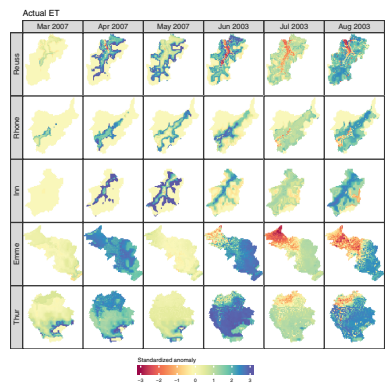 Actual ET
Mar 2007 Apr 2007 May 2007 Jun 2003 Jul 2003 Aug 2003
Reuss
Rhone
Inn
Emme
Thur
Standardized anomaly
−3 −2 −1 0 1 2 3